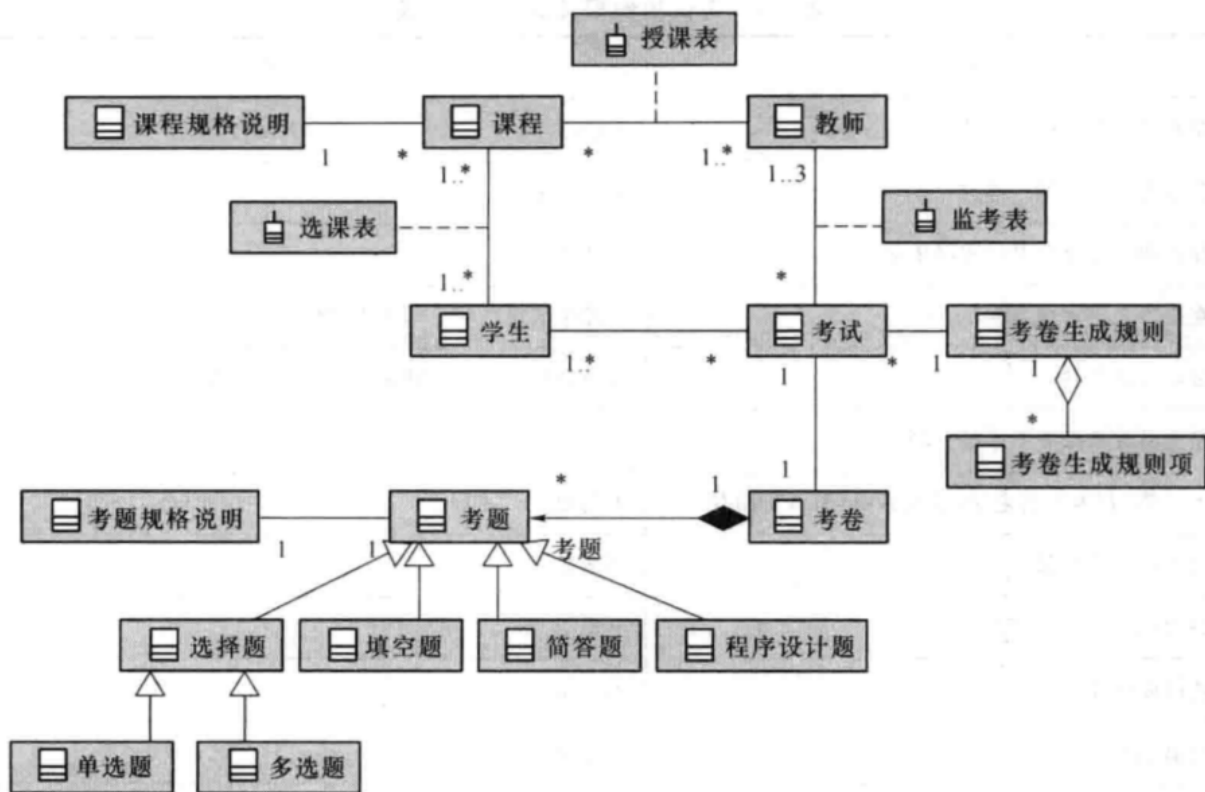 授课表
课程规格说明
课程
教师
1
*
1..*
*
1..*
1..3
选课表
监考表
1..*
*
学生
考试
考卷生成规则
1..*
*
1
*
1
1
*
考卷生成规则项
1
*
1
考题规格说明
考题
考卷
1
1
考题
选择题
填空题
简答题
程序设计题
单选题
多选题